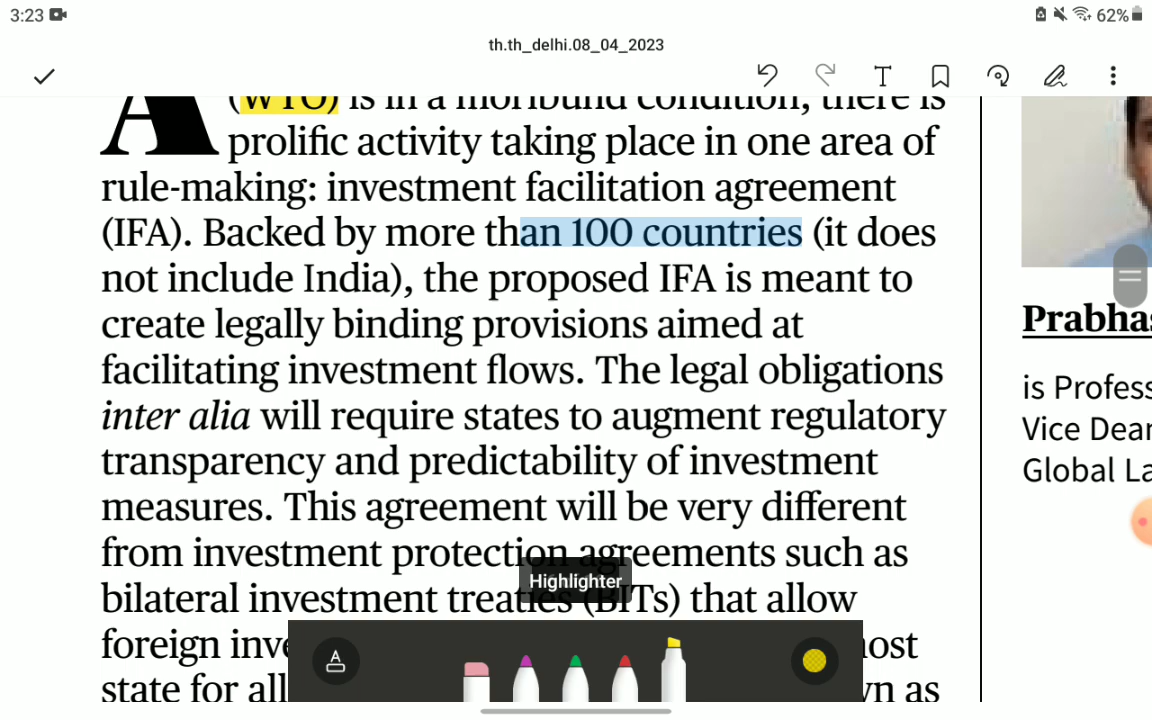 3:23
62%
th.th_delhi.08_04_2023
T
A
(WTO) is in a moribund condition, there is
prolific activity taking place in one area of
rule-making: investment facilitation agreement
(IFA). Backed by more than 100 countries (it does
not include India), the proposed IFA is meant to
create legally binding provisions aimed at
facilitating investment flows. The legal obligations
inter alia will require states to augment regulatory
transparency and predictability of investment
measures. This agreement will be very different
from investment protection agreements such as
Highlighter
bilateral investment treaties (BITs) that allow
foreign inve
ost
state for all
n as
A
Prabhas
is Profess
Vice Dean
Global La